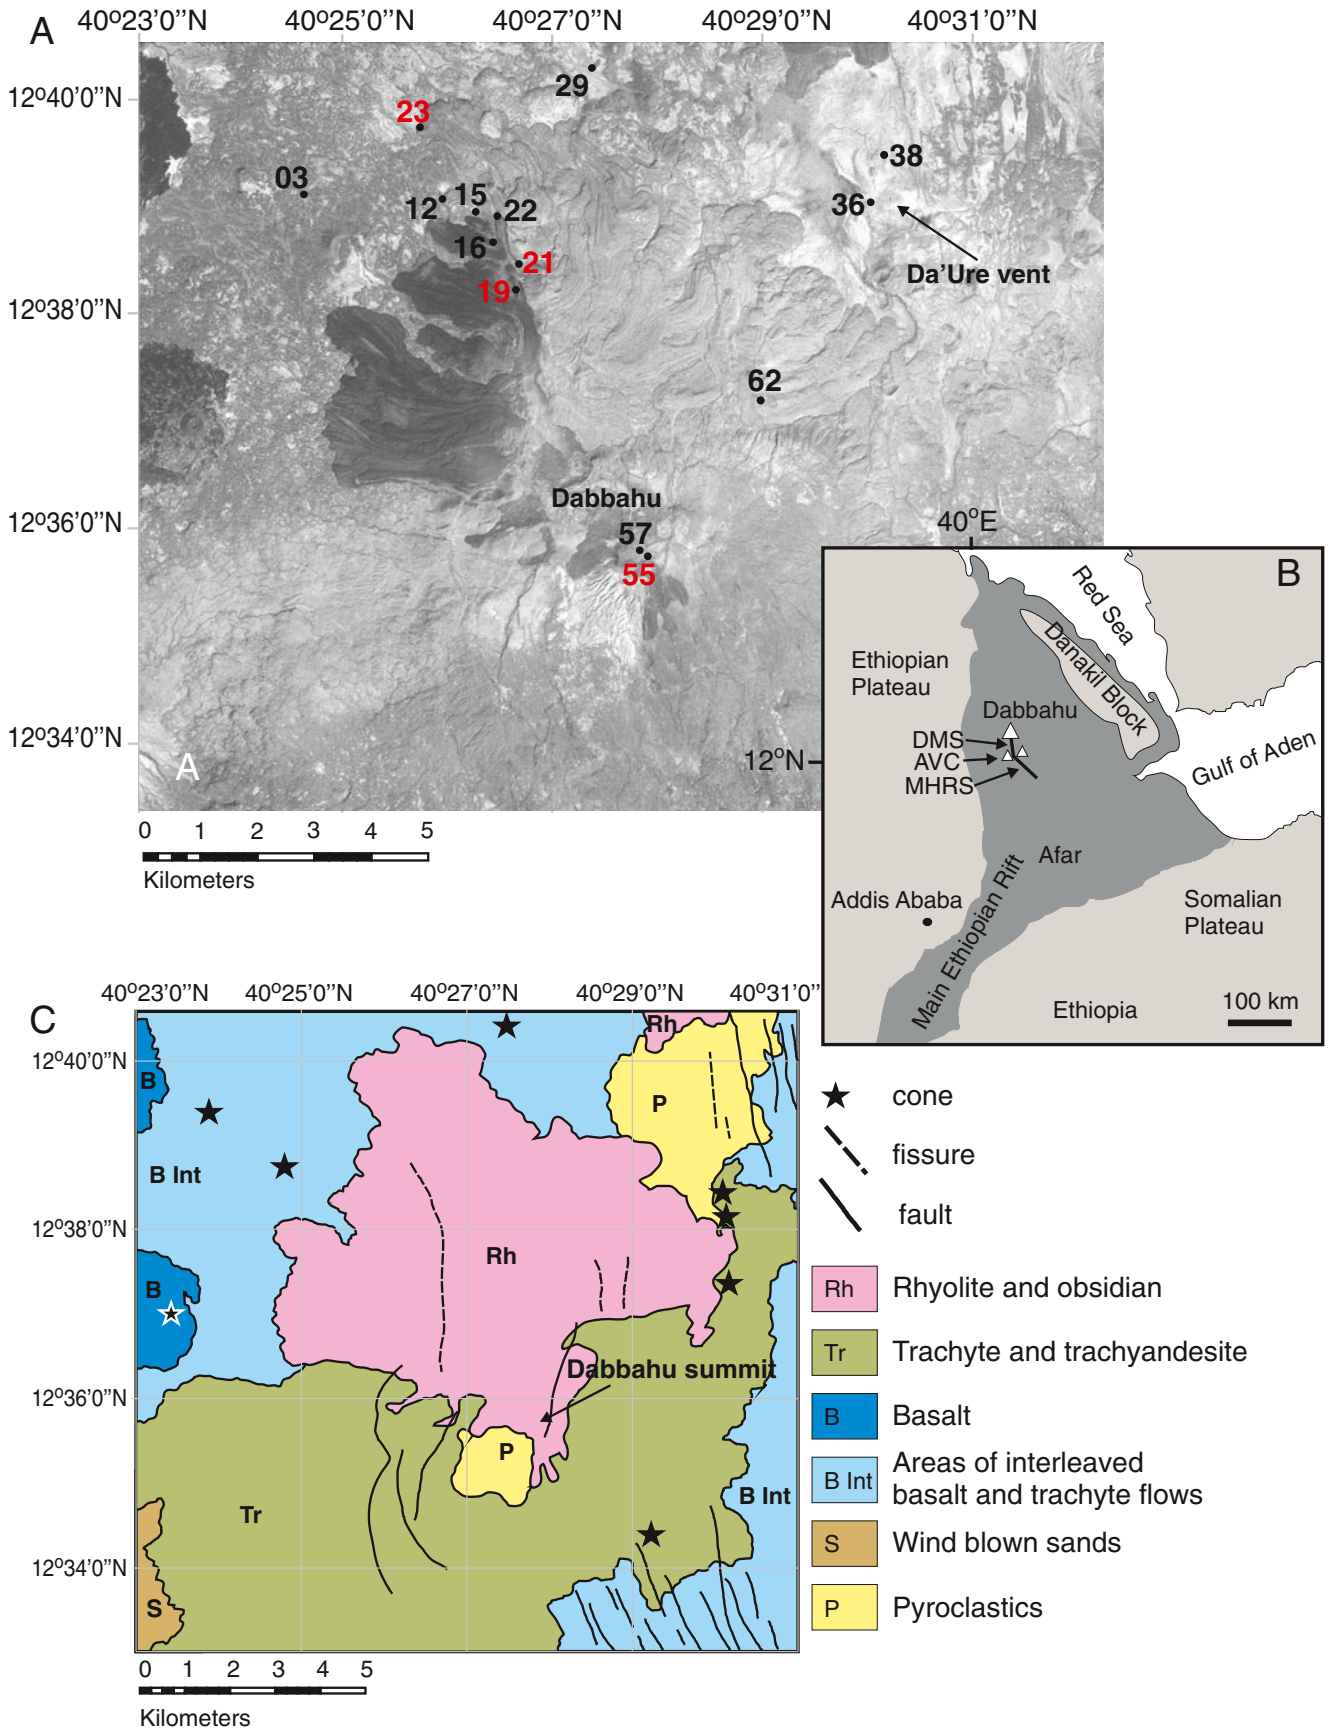 A
40º23’0’’N 40º25’0’’N 40º27’0’’N 40º29’0’’N 40º31’0’’N
12º40’0’’N
12º38’0’’N
12º36’0’’N
12º34’0’’N
29
23
38
03
15
12
22
36
16
21
Da’Ure vent
19
62
Dabbahu
57
55
A
0 1 2 3 4 5
Kilometers
40ºE
B
Red Sea
Danakil Block
Ethiopian
Plateau
Dabbahu
DMS
AVC
MHRS
12ºN
Gulf of Aden
Afar
Main Ethiopian Rift
Addis Ababa
Somalian
Plateau
Ethiopia
100 km
C
40º23’0’’N 40º25’0’’N 40º27’0’’N 40º29’0’’N 40º31’0’’
12º40’0’’N
12º38’0’’N
12º36’0’’N
12º34’0’’N
Rh
B
P
B Int
Rh
B
Dabbahu summit
P
B Int
Tr
S
0 1 2 3 4 5
Kilometers
cone
fissure
fault
Rh Rhyolite and obsidian
Tr Trachyte and trachyandesite
B Basalt
B Int Areas of interleaved
basalt and trachyte flows
S Wind blown sands
P Pyroclastics